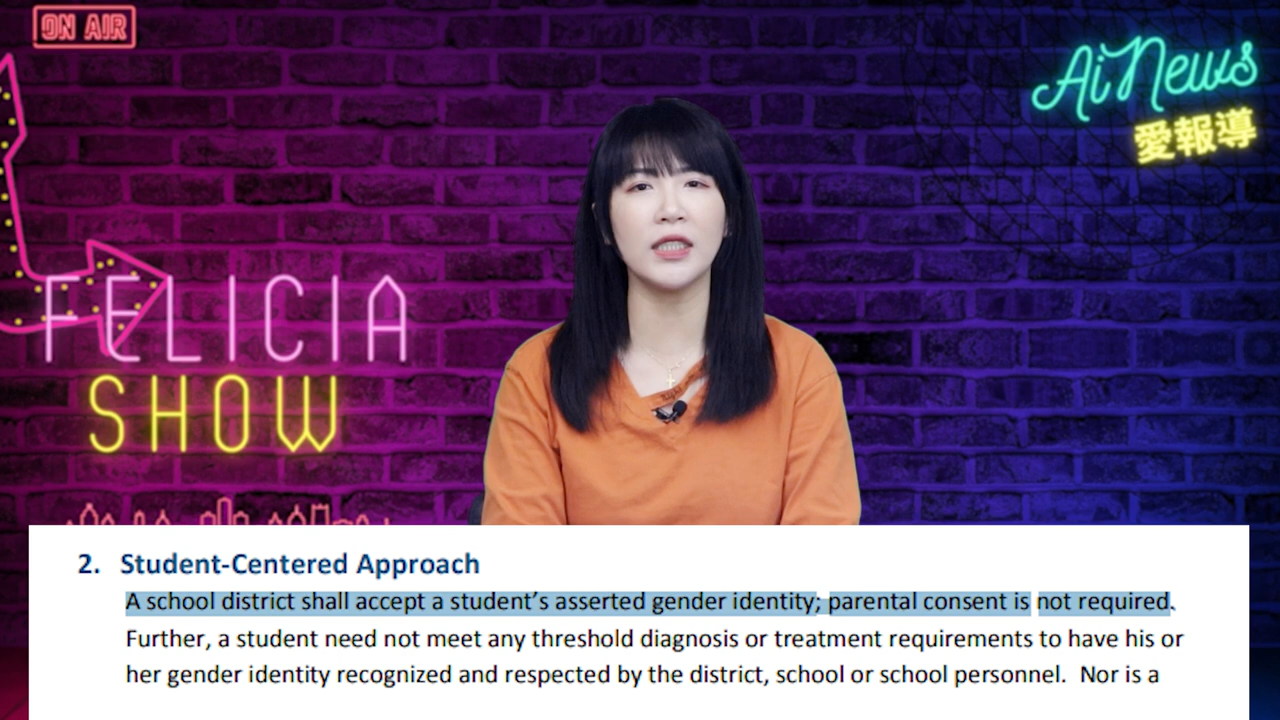 ON AIR
Ai News
愛報導
FELICIA
SHOW
2. Student-Centered Approach
A school district shall accept a student’s asserted gender identity; parental consent is not required.
Further, a student need not meet any threshold diagnosis or treatment requirements to have his or
her gender identity recognized and respected by the district, school or school personnel.  Nor is a